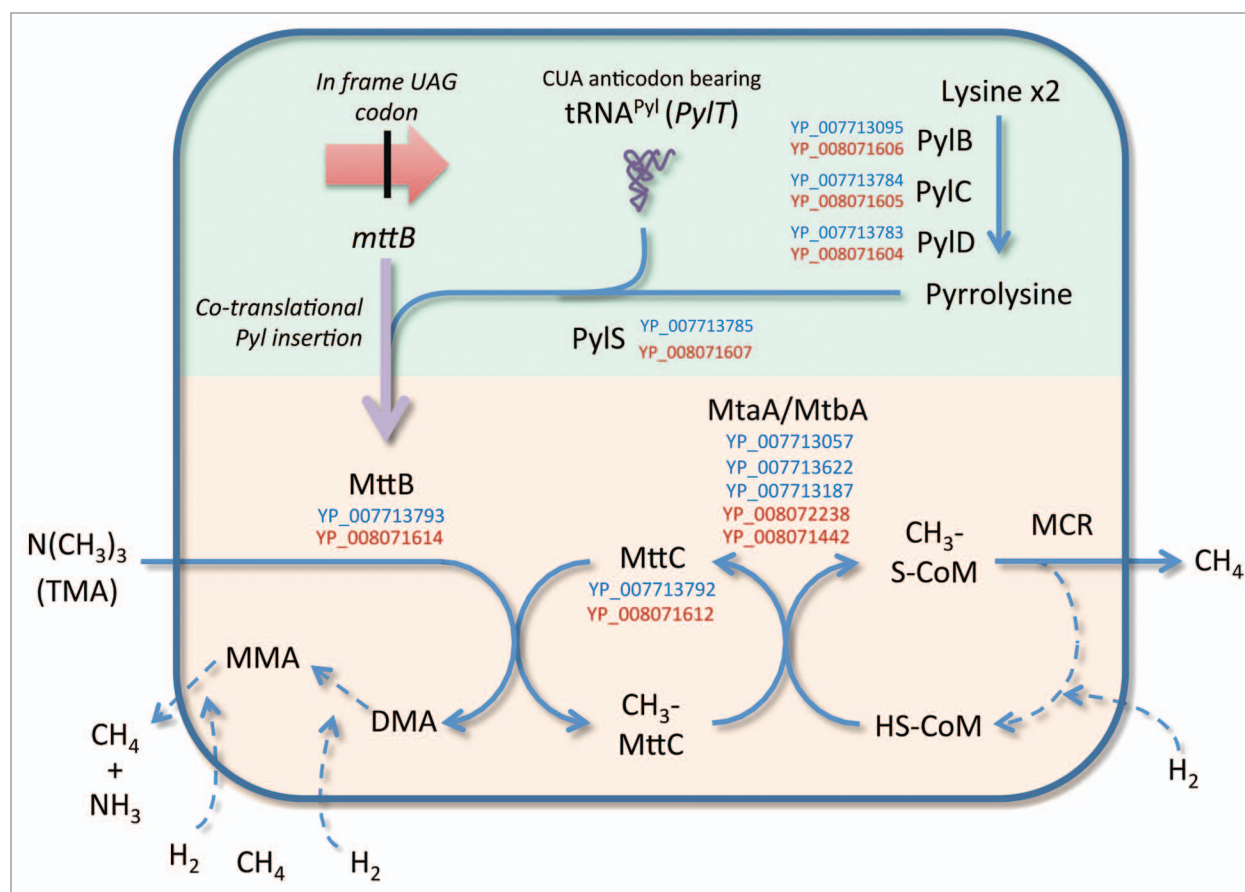 In frame UAG
codon
CUA anticodon bearing
tRNA^Pyl (PylT)
Lysine x2
YP_007713095
YP_008071606
PylB
YP_007713784
YP_008071605
PylC
YP_007713783
YP_008071604
PylD
mttB
Pyrrolysine
Co-translational
Pyl insertion
PylS
YP_007713785
YP_008071607
MtaA/MtbA
YP_007713057
YP_007713622
YP_007713187
YP_008072238
YP_008071442
MttB
YP_007713793
YP_008071614
N(CH₃)₃
(TMA)
MttC
YP_007713792
YP_008071612
CH₃-
S-CoM
MCR
CH₄
MMA
DMA
CH₃-
MttC
HS-CoM
CH₄
+
NH₃
H₂
CH₄
H₂
H₂